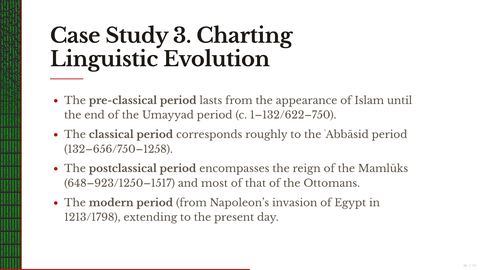 Case Study 3. Charting
Linguistic Evolution
• The pre-classical period lasts from the appearance of Islam until
the end of the Umayyad period (c. 1–132/622–750).
• The classical period corresponds roughly to the ʿAbbāsid period
(132–656/750–1258).
• The postclassical period encompasses the reign of the Mamlūks
(648–923/1250–1517) and most of that of the Ottomans.
• The modern period (from Napoleon's invasion of Egypt in
1213/1798), extending to the present day.